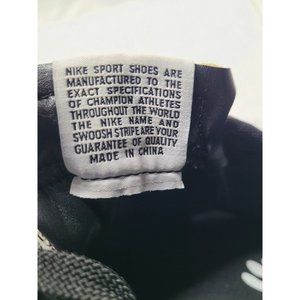 NIKE SPORT SHOES ARE
MANUFACTURED TO THE
EXACT SPECIFICATIONS
OF CHAMPION ATHLETES
THROUGHOUT THE WORLD
THE NIKE NAME AND
SWOOSH STRIPE ARE YOUR
GUARANTEE OF QUALITY
MADE IN CHINA